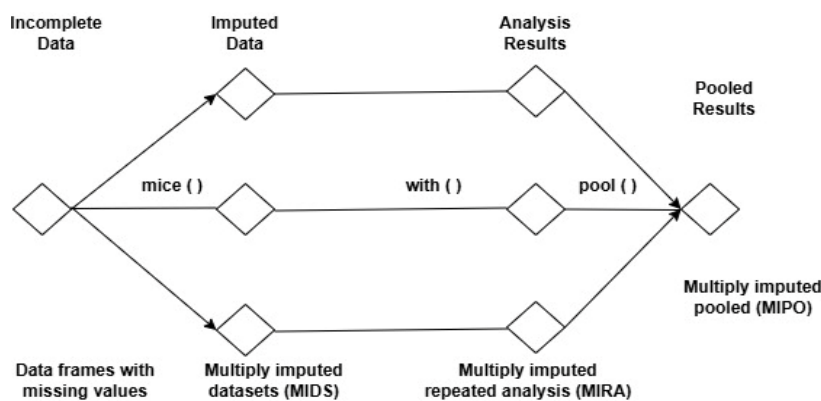 Incomplete
Data
Imputed
Data
Analysis
Results
Pooled
Results
mice ( )
with ( )
pool ( )
Multiply imputed
pooled (MIPO)
Data frames with
missing values
Multiply imputed
datasets (MIDS)
Multiply imputed
repeated analysis (MIRA)